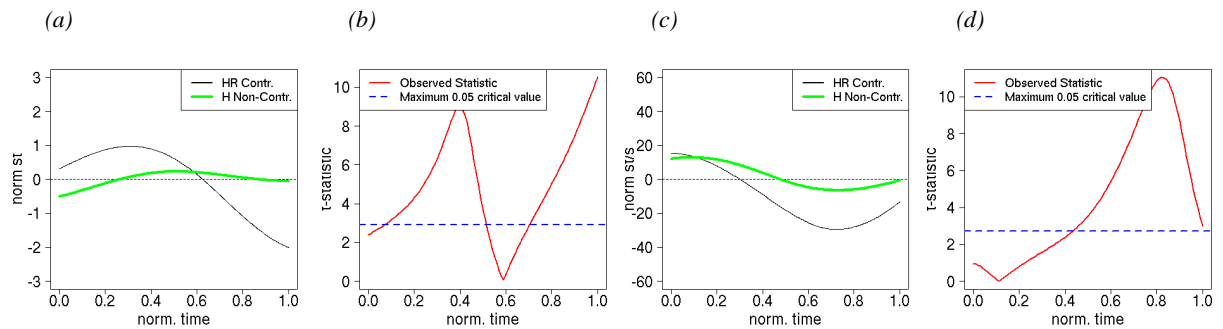 (a)
(b)
(c)
(d)
HR Contr.
H Non-Contr.
norm st
3
2
1
0
-1
-2
-3
0.0 0.2 0.4 0.6 0.8 1.0
norm. time
Observed Statistic
Maximum 0.05 critical value
τ-statistic
10
8
6
4
2
0
0.0 0.2 0.4 0.6 0.8 1.0
norm. time
HR Contr.
H Non-Contr.
norm st/s
60
40
20
0
-20
-40
-60
0.0 0.2 0.4 0.6 0.8 1.0
norm. time
Observed Statistic
Maximum 0.05 critical value
τ-statistic
10
8
6
4
2
0
0.0 0.2 0.4 0.6 0.8 1.0
norm. time